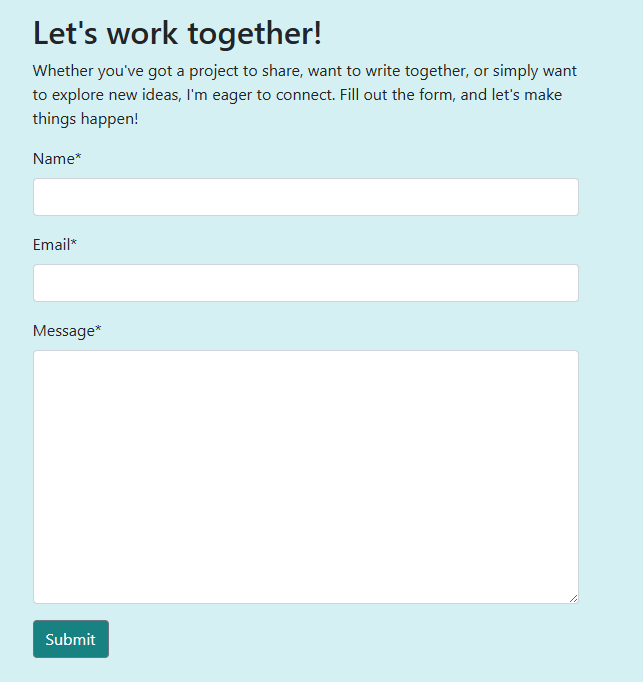 Let's work together!
Whether you've got a project to share, want to write together, or simply want
to explore new ideas, I'm eager to connect. Fill out the form, and let's make
things happen!
Name*
Email*
Message*
Submit